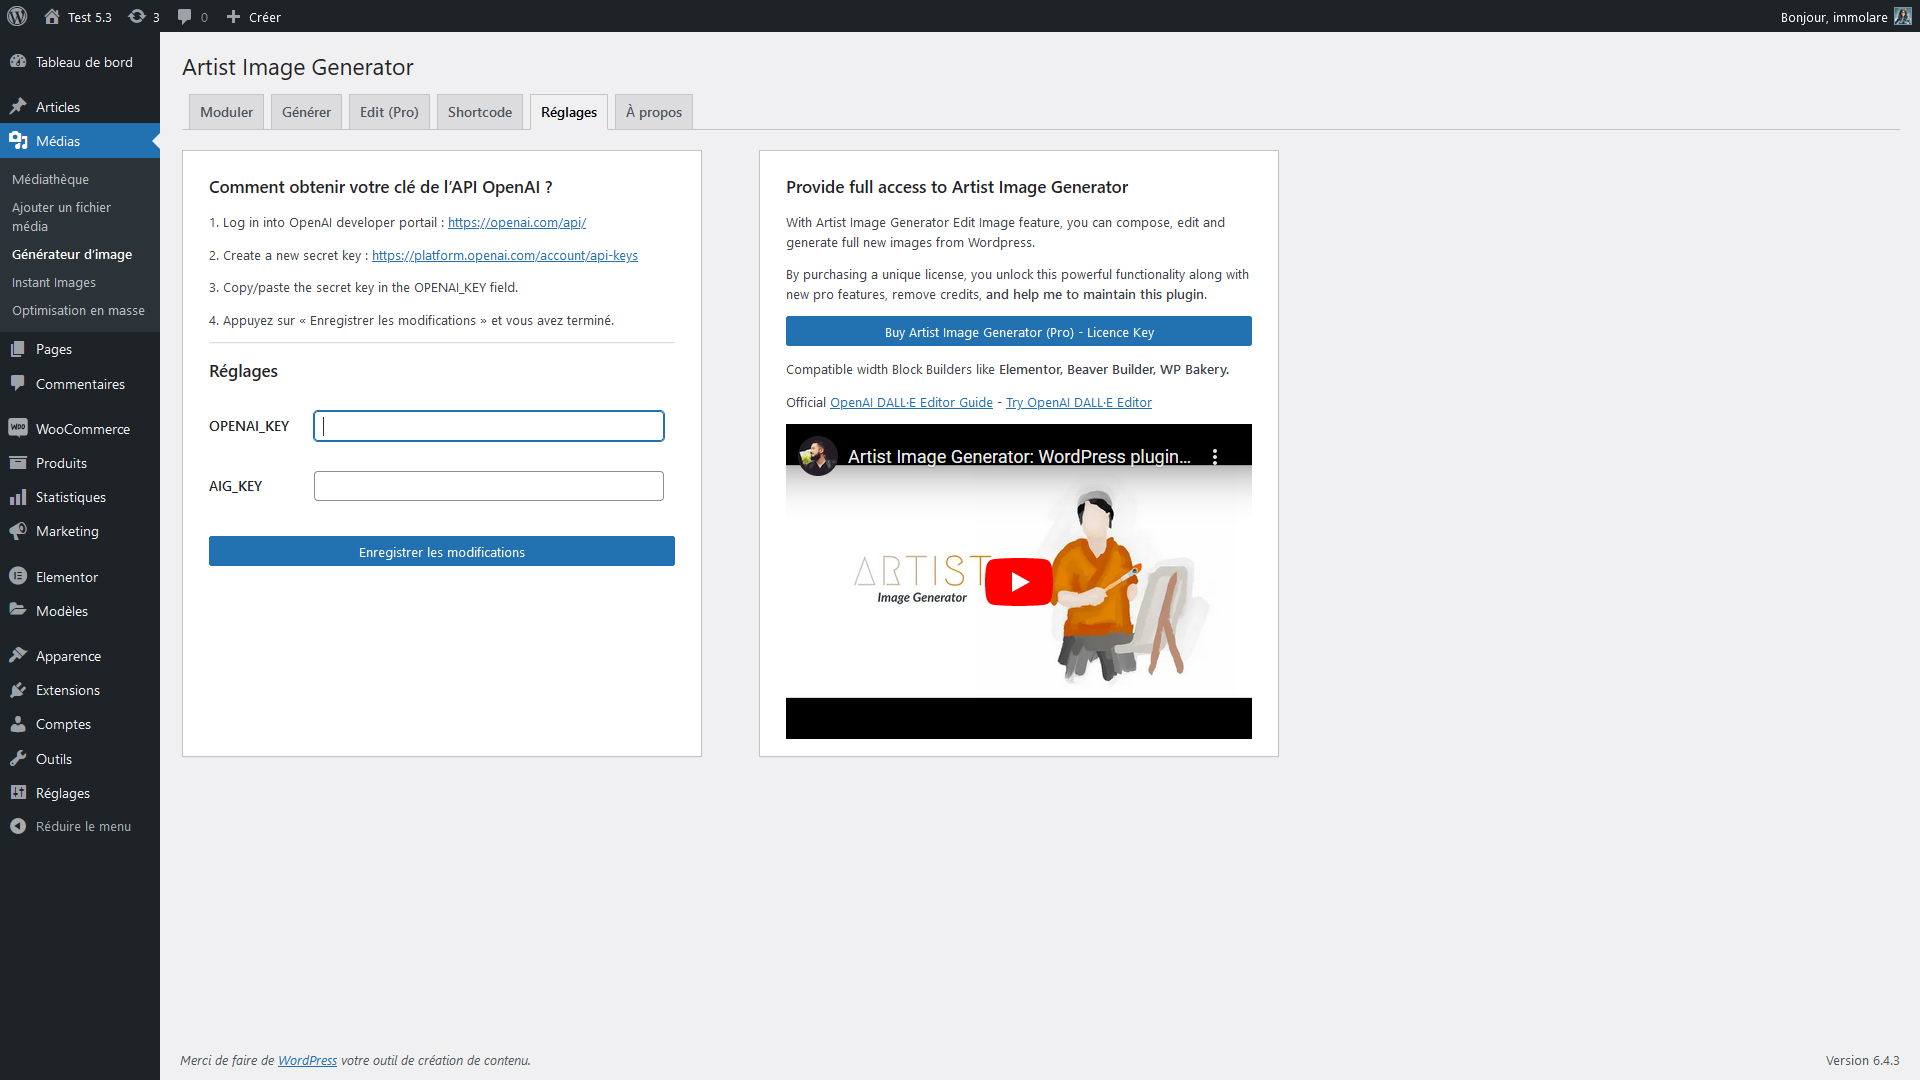 Test 5.3
3
0
Créer
Bonjour, immolare
Tableau de bord
Articles
Médias
Médiathèque
Ajouter un fichier
média
Générateur d'image
Instant Images
Optimisation en masse
Pages
Commentaires
WooCommerce
Produits
Statistiques
Marketing
Elementor
Modèles
Apparence
Extensions
Comptes
Outils
Réglages
Réduire le menu
Artist Image Generator
Moduler
Générer
Edit (Pro)
Shortcode
Réglages
À propos
Comment obtenir votre clé de l'API OpenAI ?
1. Log in into OpenAI developer portail : https://openai.com/api/
2. Create a new secret key : https://platform.openai.com/account/api-keys
3. Copy/paste the secret key in the OPENAI_KEY field.
4. Appuyez sur « Enregistrer les modifications » et vous avez terminé.
Réglages
OPENAI_KEY
AIG_KEY
Enregistrer les modifications
Provide full access to Artist Image Generator
With Artist Image Generator Edit Image feature, you can compose, edit and
generate full new images from Wordpress.
By purchasing a unique license, you unlock this powerful functionality along with
new pro features, remove credits, and help me to maintain this plugin.
Buy Artist Image Generator (Pro) - Licence Key
Compatible width Block Builders like Elementor, Beaver Builder, WP Bakery.
Official OpenAI DALL·E Editor Guide - Try OpenAI DALL·E Editor
Artist Image Generator: WordPress plugin...
ARTIST
Image Generator
Merci de faire de WordPress votre outil de création de contenu.
Version 6.4.3